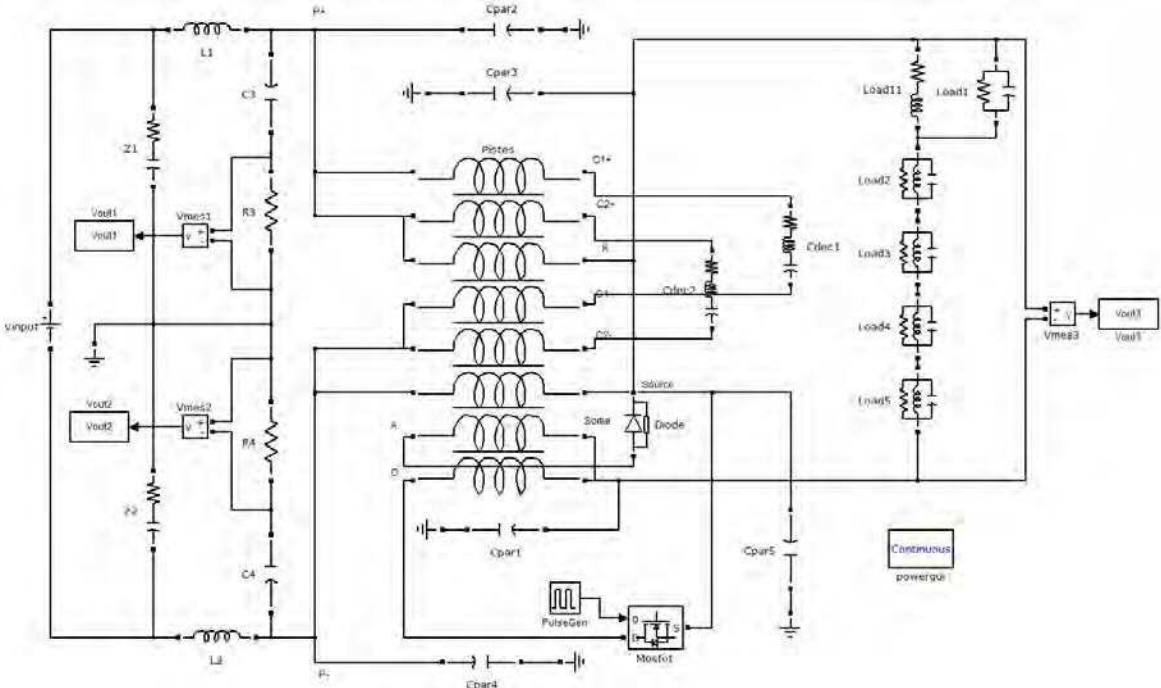 P+
Cpar2
L1
Cpar3
C3
Load11
Load1
Z1
Pistes
C1+
Load2
C2+
Vout1
Vout1
Vmes1
R3
K
Cdec1
Load3
Cdec2
C1-
Vinput
Load4
Vout3
Vout3
Vmes3
C2-
Source
Load5
Vout2
Vout2
Vmes2
R4
Some
Diode
A
D
Z2
Cpar1
Cpar5
Continuous
powergui
C4
PulseGen
g
D
S
Mosfet
L2
P-
Cpar4